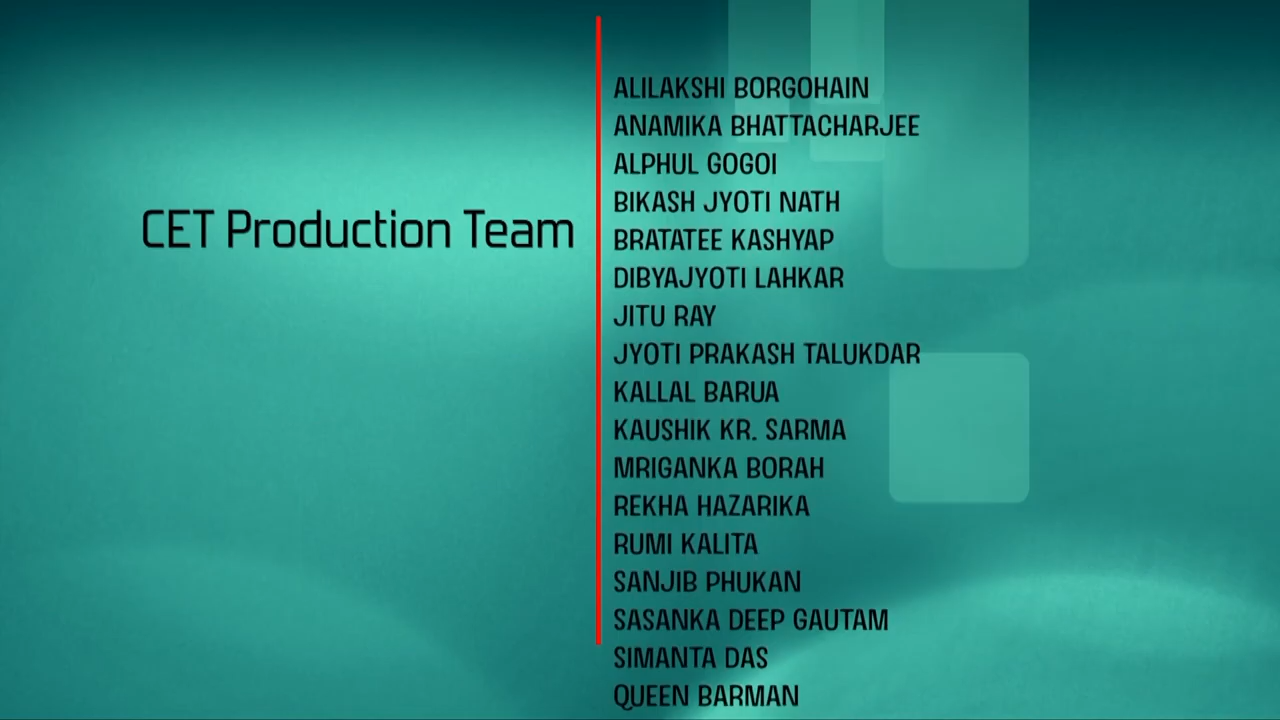 CET Production Team
ALILAKSHI BORGOHAIN
ANAMIKA BHATTACHARJEE
ALPHUL GOGOI
BIKASH JYOTI NATH
BRATATEE KASHYAP
DIBYAJYOTI LAHKAR
JITU RAY
JYOTI PRAKASH TALUKDAR
KALLAL BARUA
KAUSHIK KR. SARMA
MRIGANKA BORAH
REKHA HAZARIKA
RUMI KALITA
SANJIB PHUKAN
SASANKA DEEP GAUTAM
SIMANTA DAS
QUEEN BARMAN